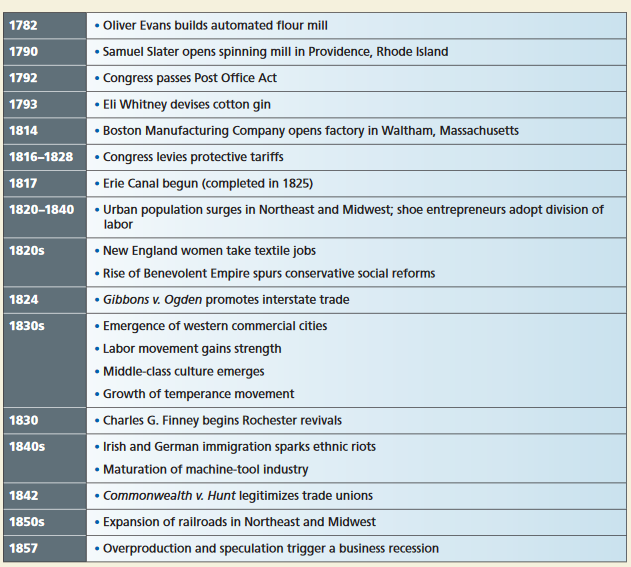 1782 • Oliver Evans builds automated flour mill
1790 • Samuel Slater opens spinning mill in Providence, Rhode Island
1792 • Congress passes Post Office Act
1793 • Eli Whitney devises cotton gin
1814 • Boston Manufacturing Company opens factory in Waltham, Massachusetts
1816–1828 • Congress levies protective tariffs
1817 • Erie Canal begun (completed in 1825)
1820–1840 • Urban population surges in Northeast and Midwest; shoe entrepreneurs adopt division of
labor
1820s • New England women take textile jobs
• Rise of Benevolent Empire spurs conservative social reforms
1824 • Gibbons v. Ogden promotes interstate trade
1830s • Emergence of western commercial cities
• Labor movement gains strength
• Middle-class culture emerges
• Growth of temperance movement
1830 • Charles G. Finney begins Rochester revivals
1840s • Irish and German immigration sparks ethnic riots
• Maturation of machine-tool industry
1842 • Commonwealth v. Hunt legitimizes trade unions
1850s • Expansion of railroads in Northeast and Midwest
1857 • Overproduction and speculation trigger a business recession